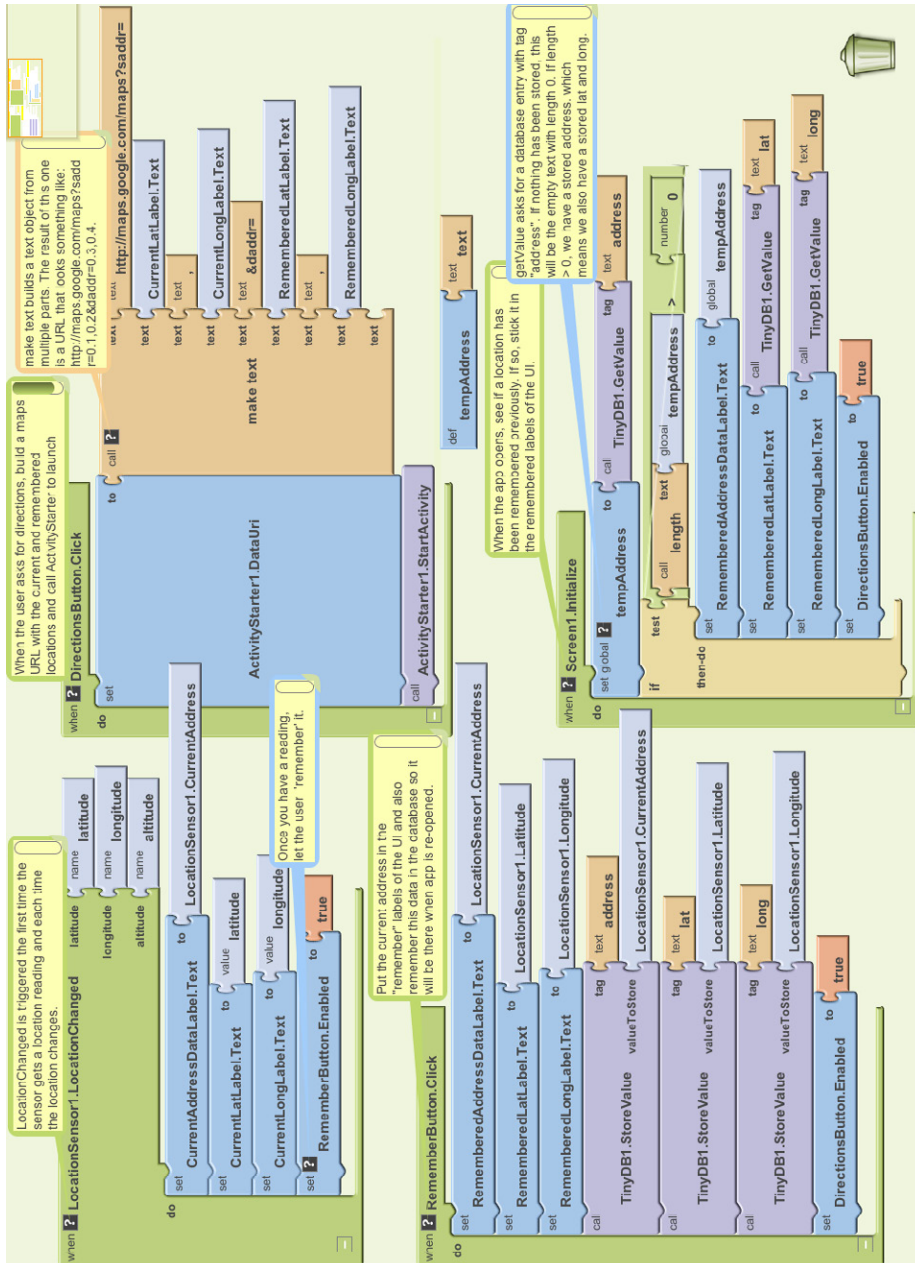 LocationChanged is triggered the first time the
sensor gets a location reading and each time
the location changes.
when ? LocationSensor1.LocationChanged
latitude name latitude
longitude name longitude
altitude name altitude
do
set CurrentAddressDataLabel.Text to LocationSensor1.CurrentAddress
set CurrentLatLabel.Text to value latitude
set CurrentLongLabel.Text to value longitude
set ? RememberButton.Enabled to true
Once you have a reading,
let the user "remember" it.
When the user asks for directions, build a maps
URL with the current and remembered
locations and call ActivityStarter to launch
when ? DirectionsButton.Click
do
set ActivityStarter1.DataUri to call ? make text
text text http://maps.google.com/maps?saddr=
text CurrentLatLabel.Text
text text ,
text CurrentLongLabel.Text
text text &daddr=
text RememberedLatLabel.Text
text text ,
text RememberedLongLabel.Text
text
call ActivityStarter1.StartActivity
make text builds a text object from
multiple parts. The result of this one
is a URL that looks something like:
http://maps.google.com/maps?sadd
r=0.1,0.2&daddr=0.3,0.4.
def tempAddress text text
Put the current address in the
"remember" labels of the UI and also
remember this data in the database so it
will be there when app is re-opened.
when ? RememberButton.Click
do
set RememberedAddressDataLabel.Text to LocationSensor1.CurrentAddress
set RememberedLatLabel.Text to LocationSensor1.Latitude
set RememberedLongLabel.Text to LocationSensor1.Longitude
call TinyDB1.StoreValue tag text address
valueToStore LocationSensor1.CurrentAddress
call TinyDB1.StoreValue tag text lat
valueToStore LocationSensor1.Latitude
call TinyDB1.StoreValue tag text long
valueToStore LocationSensor1.Longitude
set DirectionsButton.Enabled to true
When the app opens, see if a location has
been remembered previously. If so, stick it in
the remembered labels of the UI.
when ? Screen1.Initialize
do
set global ? tempAddress to call TinyDB1.GetValue tag text address
if test call length text global tempAddress > number 0
then-do
set RememberedAddressDataLabel.Text to global tempAddress
set RememberedLatLabel.Text to call TinyDB1.GetValue tag text lat
set RememberedLongLabel.Text to call TinyDB1.GetValue tag text long
set DirectionsButton.Enabled to true
getValue asks for a database entry with tag
"address". If nothing has been stored, this
will be the empty text with length 0. If length
> 0, we have a stored address, which
means we also have a stored lat and long.